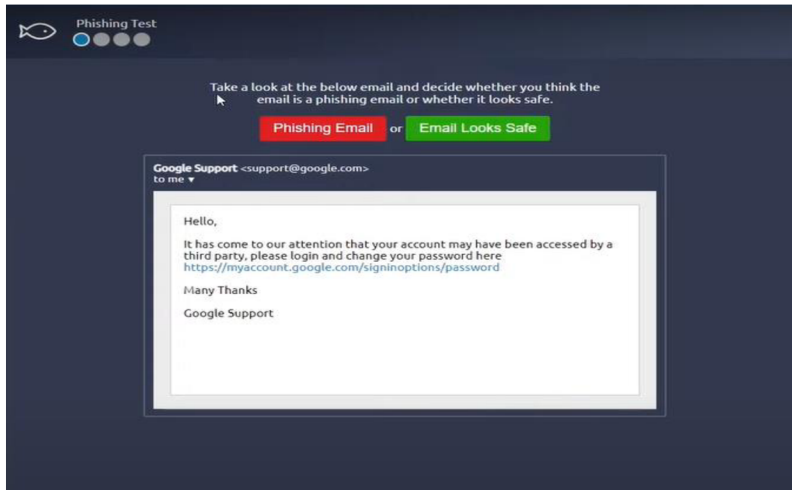 Phishing Test
Take a look at the below email and decide whether you think the
email is a phishing email or whether it looks safe.
Phishing Email or Email Looks Safe
Google Support <support@google.com>
to me ▾
Hello,
It has come to our attention that your account may have been accessed by a
third party, please login and change your password here
https://myaccount.google.com/signinoptions/password
Many Thanks
Google Support